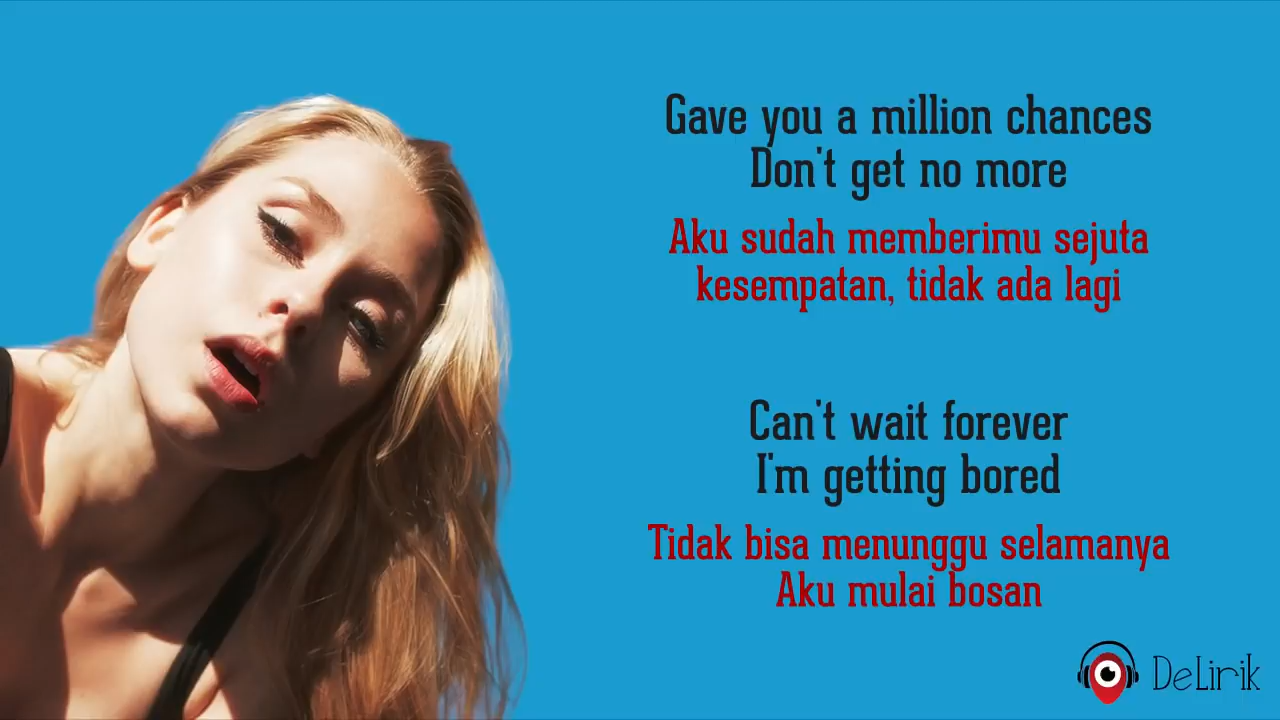 Gave you a million chances
Don't get no more
Aku sudah memberimu sejuta
kesempatan, tidak ada lagi
Can't wait forever
I'm getting bored
Tidak bisa menunggu selamanya
Aku mulai bosan
DeLirik